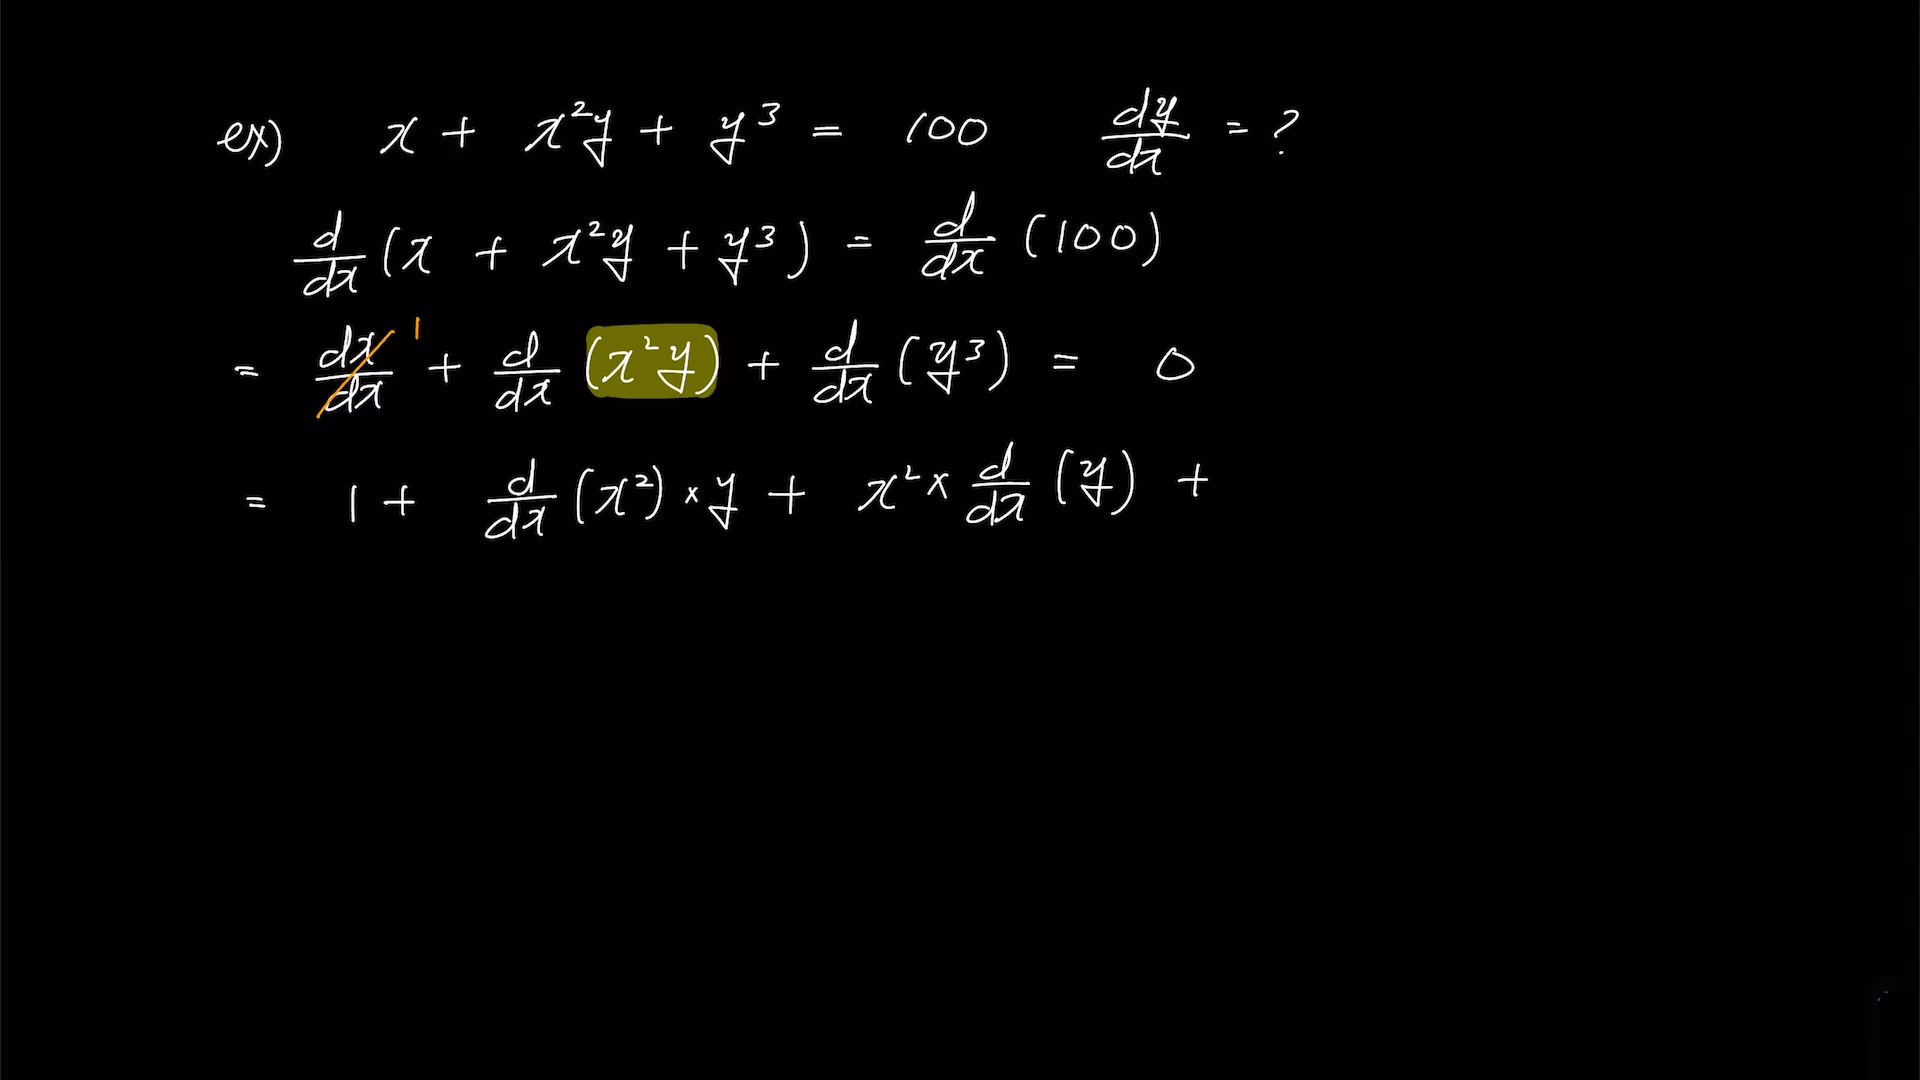 ex) x + x²y + y³ = 100 dy/dx = ?
d/dx (x + x²y + y³) = d/dx (100)
= dx/dx 1 + d/dx (x²y) + d/dx (y³) = 0
= 1 + d/dx (x²) × y + x² × d/dx (y) +